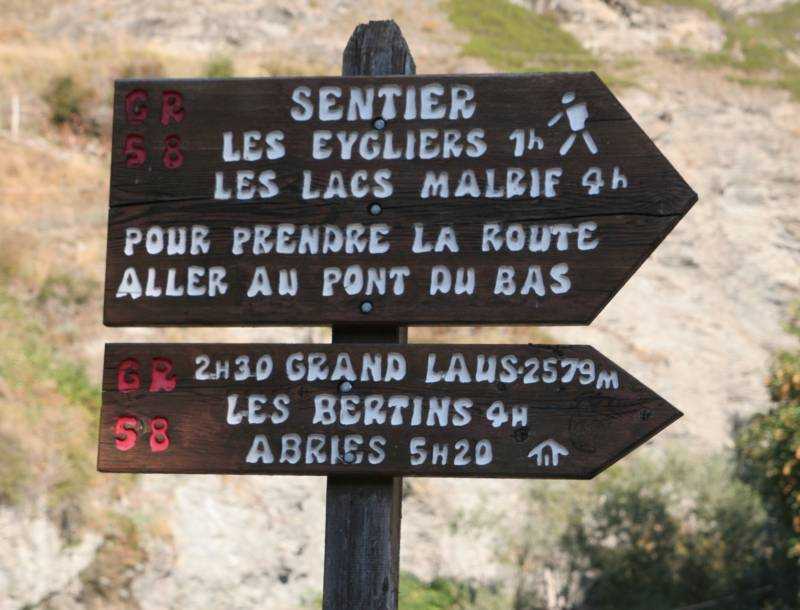 GR SENTIER
58 LES EYGLIERS 1h
LES LACS MALRIF 4h
POUR PRENDRE LA ROUTE
ALLER AU PONT DU BAS
GR 2H30 GRAND LAUS-2579M
58 LES BERTINS 4H
ABRIES 5H20